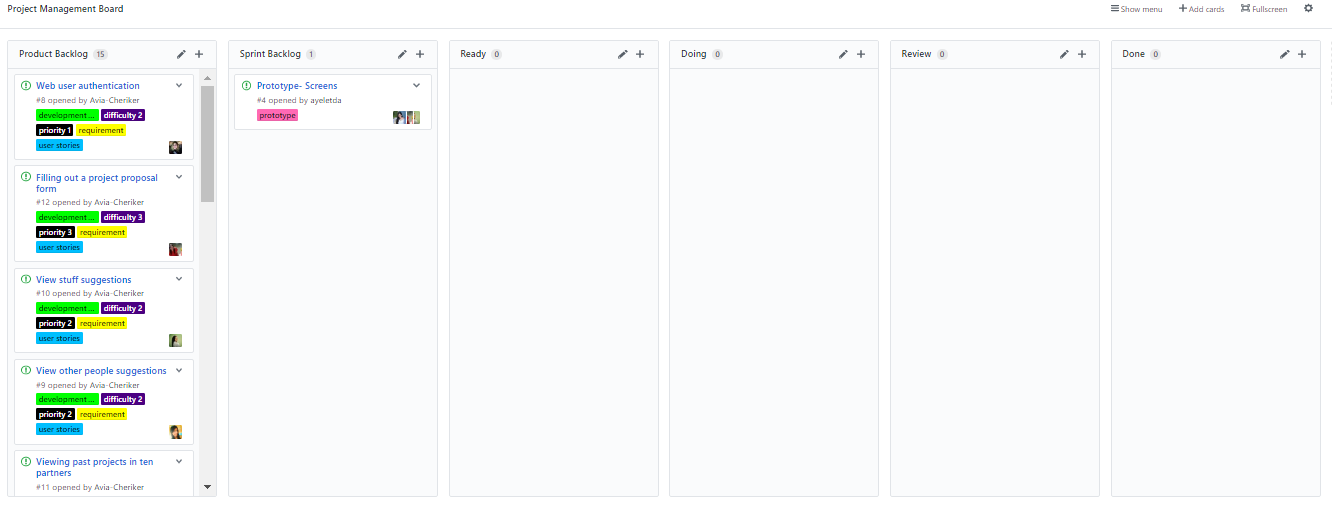 Project Management Board
Show menu
Add cards
Fullscreen
Product Backlog 15
Web user authentication
#8 opened by Avia-Cheriker
development ... difficulty 2
priority 1 requirement
user stories
Filling out a project proposal
form
#12 opened by Avia-Cheriker
development ... difficulty 3
priority 3 requirement
user stories
View stuff suggestions
#10 opened by Avia-Cheriker
development ... difficulty 2
priority 2 requirement
user stories
View other people suggestions
#9 opened by Avia-Cheriker
development ... difficulty 2
priority 2 requirement
user stories
Viewing past projects in ten
partners
#11 opened by Avia-Cheriker
Sprint Backlog 1
Prototype- Screens
#4 opened by ayeletda
prototype
Ready 0
Doing 0
Review 0
Done 0